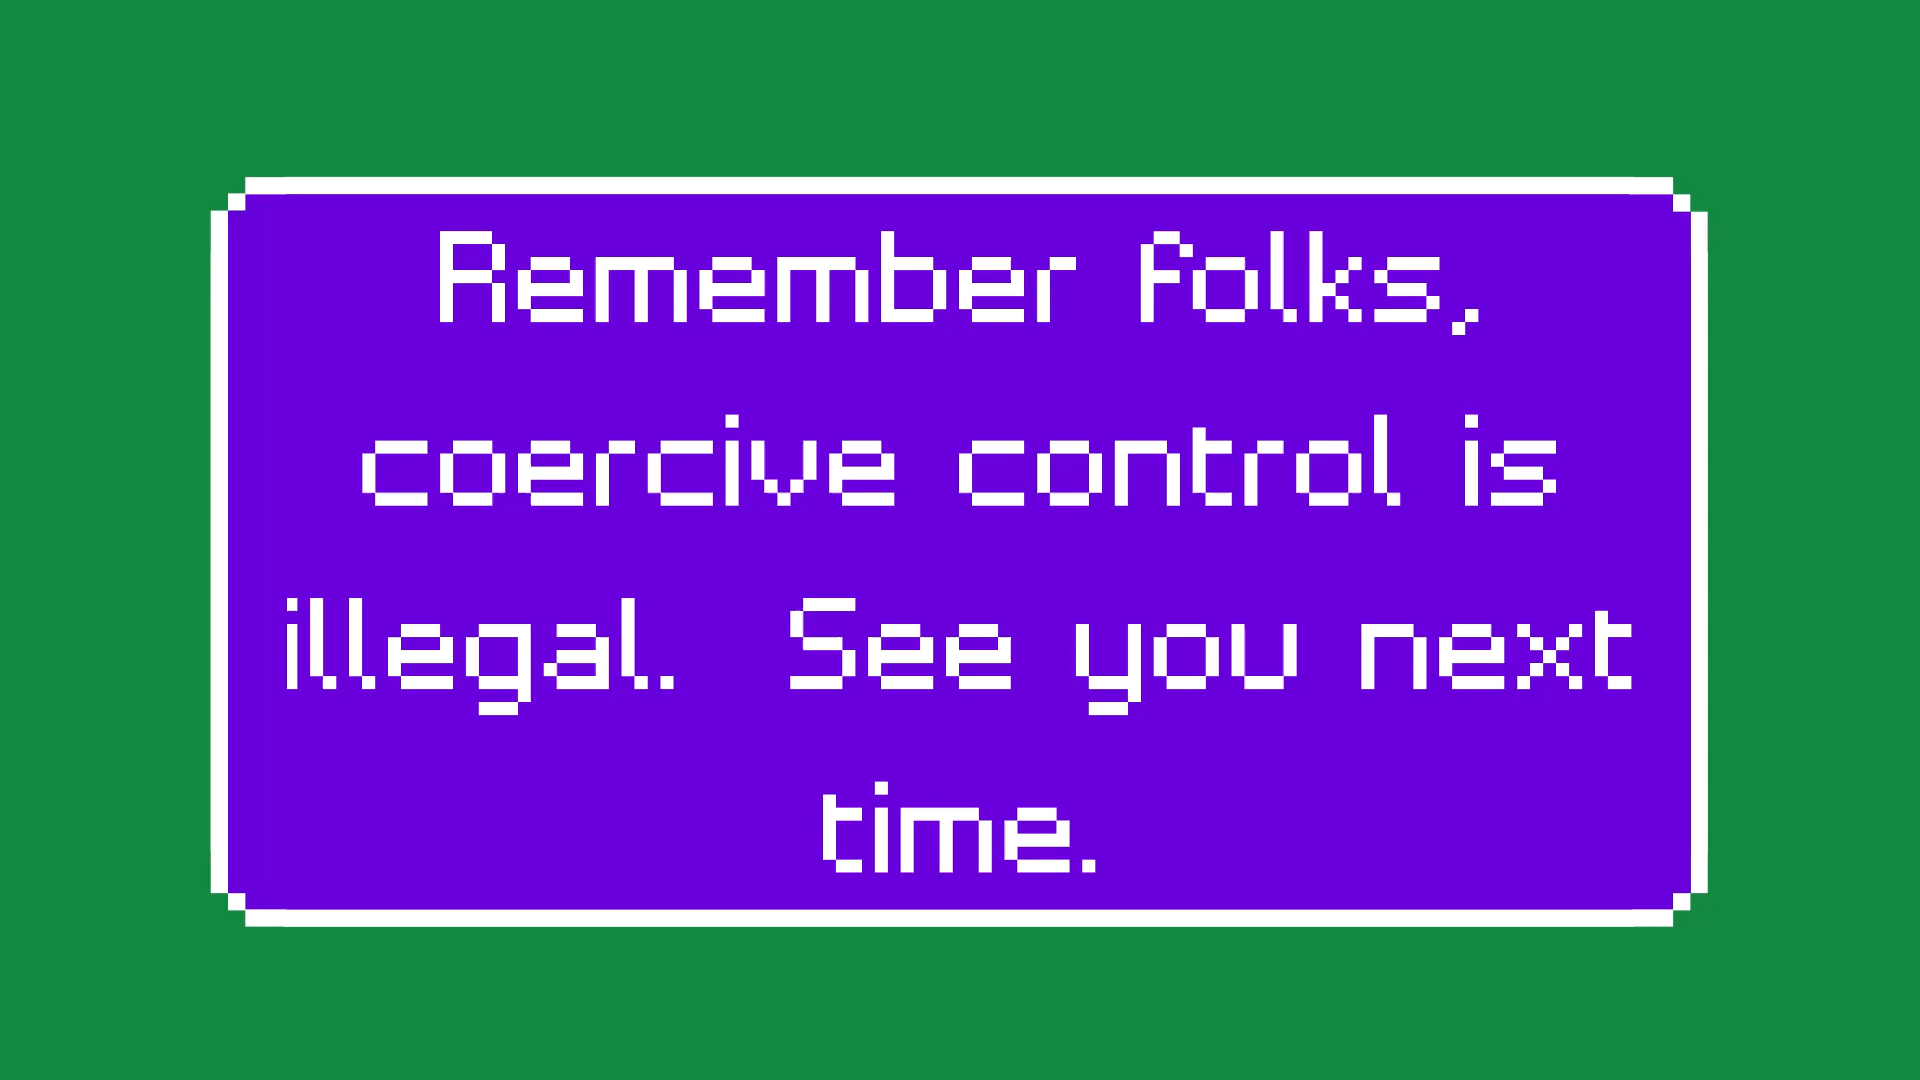 Remember folks,
coercive control is
illegal.  See you next
time.